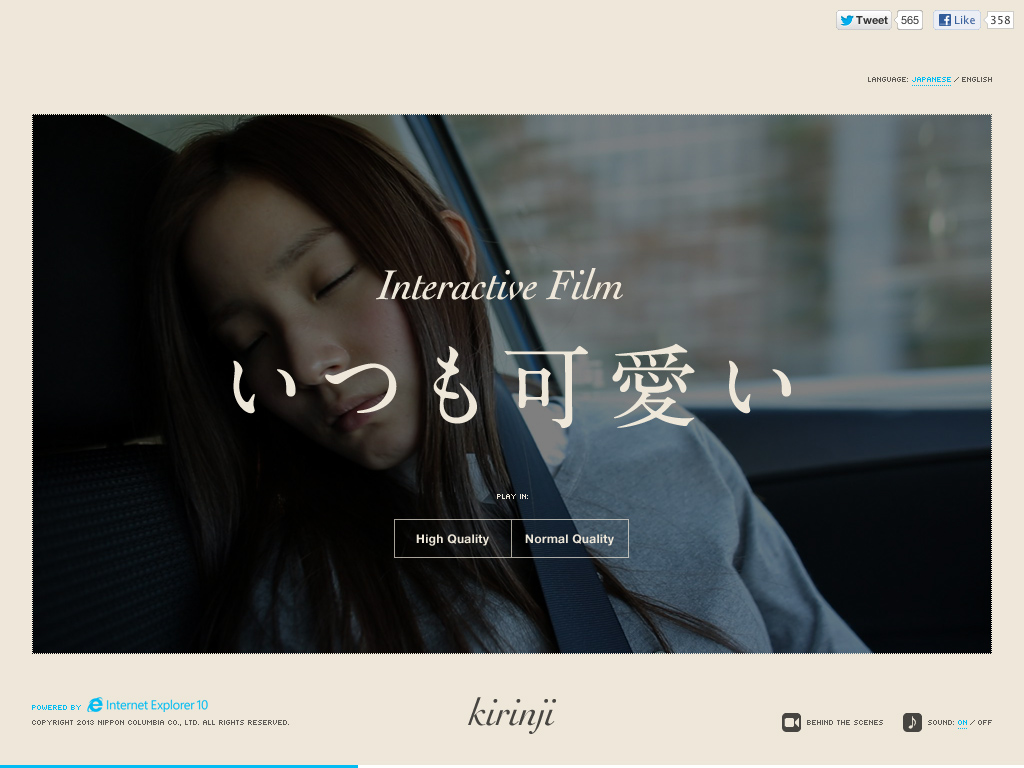 Tweet 565 Like 358
LANGUAGE: JAPANESE / ENGLISH
Interactive Film
いつも可愛い
PLAY IN:
High Quality Normal Quality
POWERED BY Internet Explorer 10
COPYRIGHT 2013 NIPPON COLUMBIA CO., LTD. ALL RIGHTS RESERVED.
kirinji
BEHIND THE SCENES SOUND: ON / OFF